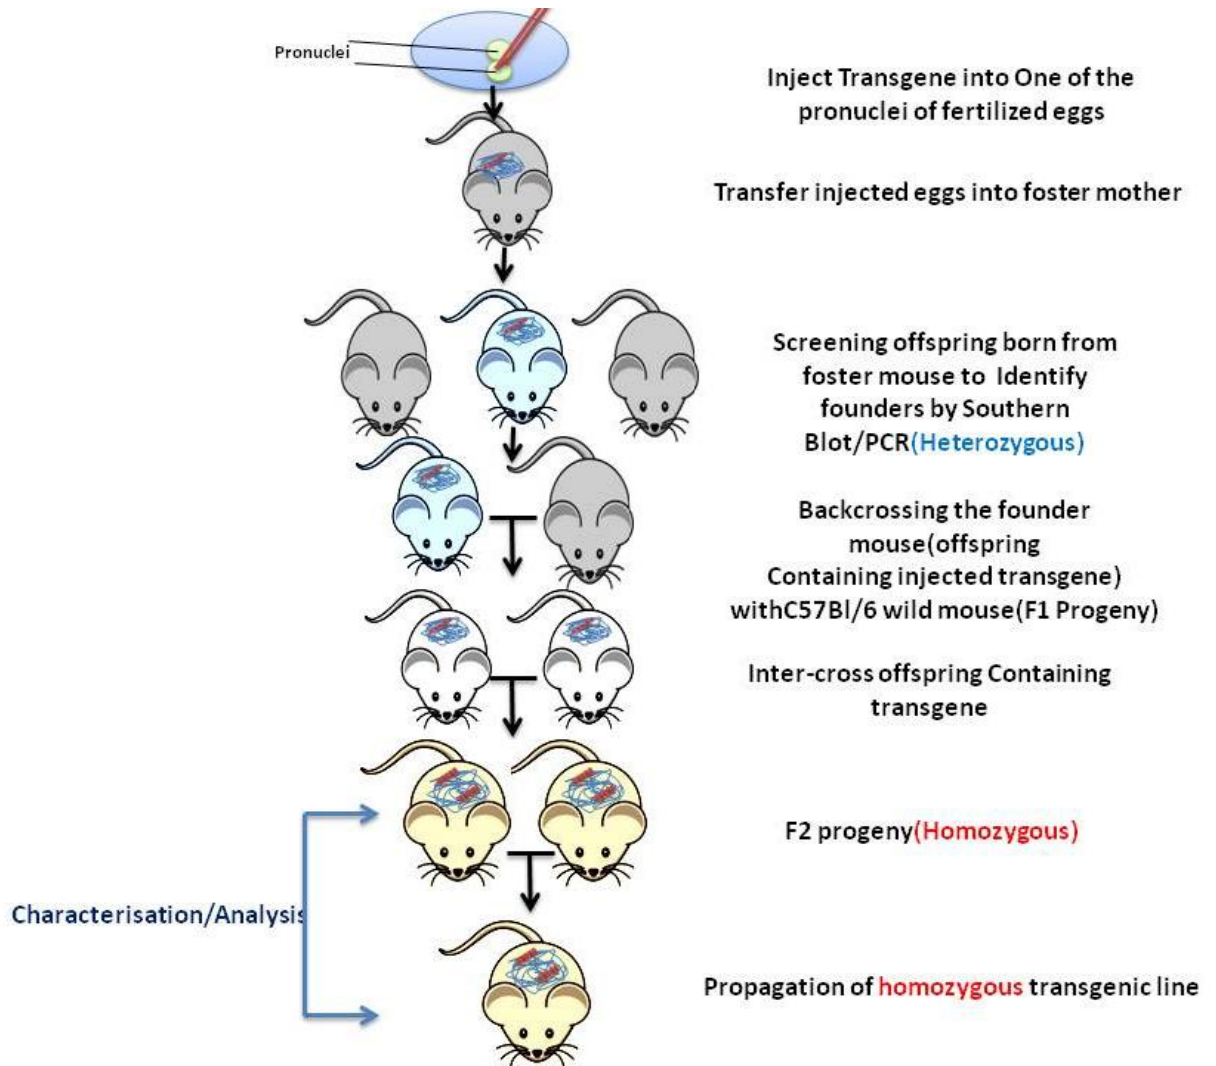 Pronuclei
Inject Transgene into One of the
pronuclei of fertilized eggs
Transfer injected eggs into foster mother
Screening offspring born from
foster mouse to Identify
founders by Southern
Blot/PCR(Heterozygous)
Backcrossing the founder
mouse(offspring
Containing injected transgene)
withC57Bl/6 wild mouse(F1 Progeny)
Inter-cross offspring Containing
transgene
F2 progeny(Homozygous)
Characterisation/Analysis
Propagation of homozygous transgenic line